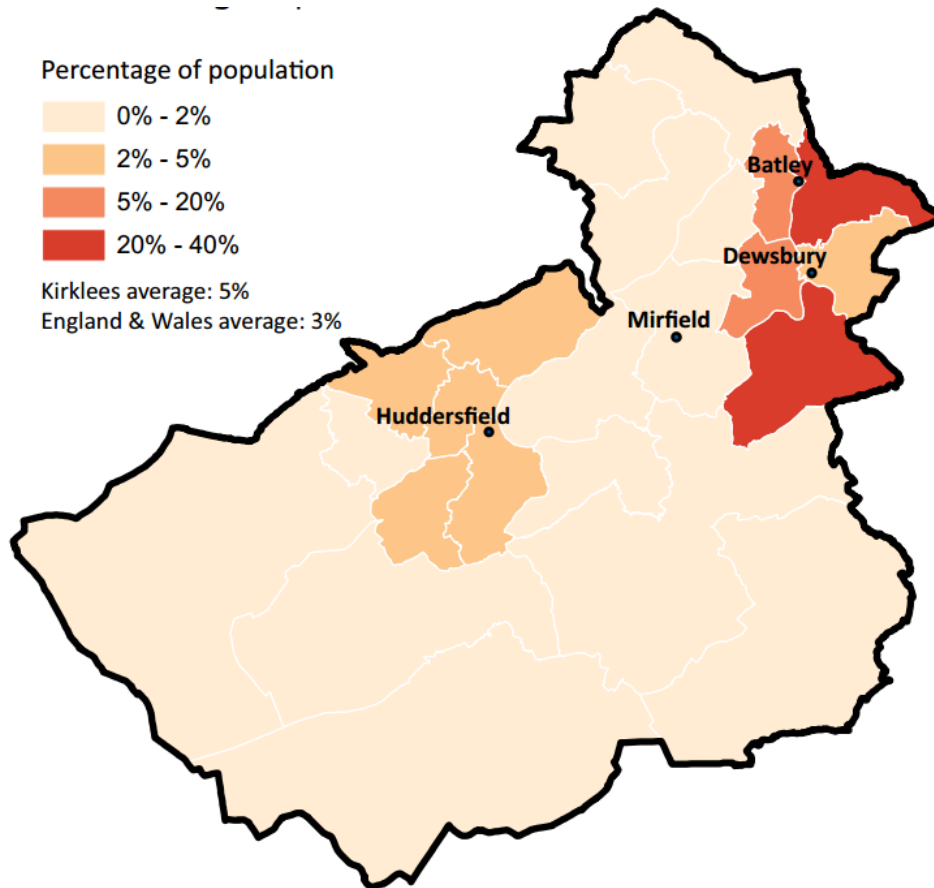 Percentage of population
0% - 2%
2% - 5%
5% - 20%
20% - 40%
Kirklees average: 5%
England & Wales average: 3%
Batley
Dewsbury
Mirfield
Huddersfield